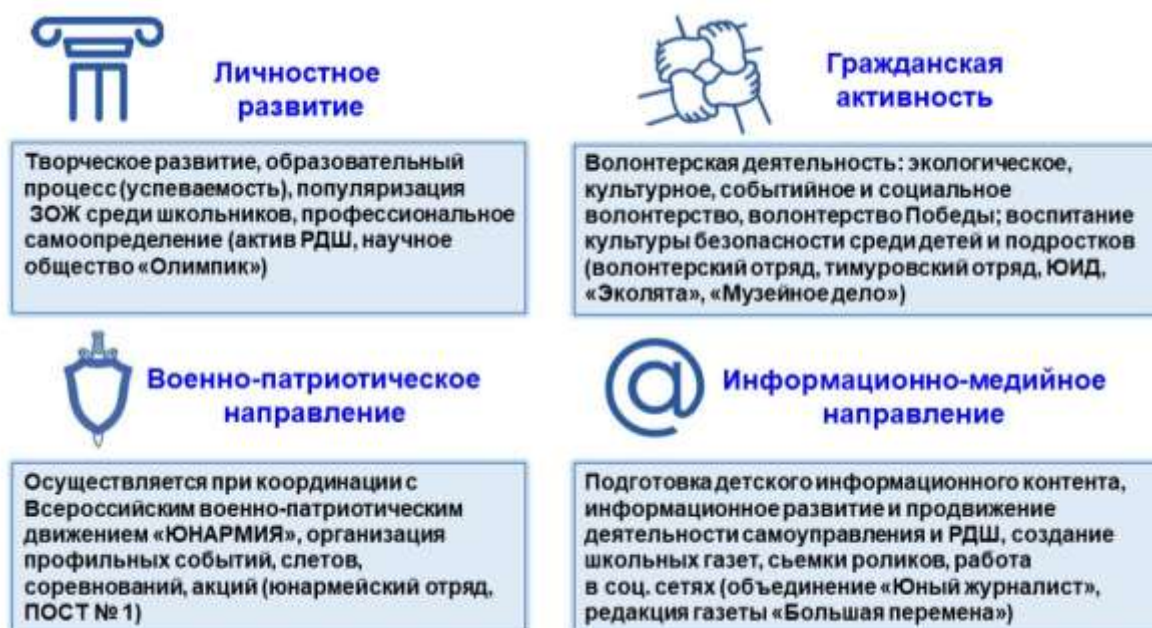 Личностное
развитие
Творческое развитие, образовательный
процесс (успеваемость), популяризация
ЗОЖ среди школьников, профессиональное
самоопределение (актив РДШ, научное
общество «Олимпик»)
Гражданская
активность
Волонтерская деятельность: экологическое,
культурное, событийное и социальное
волонтерство, волонтерство Победы; воспитание
культуры безопасности среди детей и подростков
(волонтерский отряд, тимуровский отряд, ЮИД,
«Эколята», «Музейное дело»)
Военно-патриотическое
направление
Осуществляется при координации с
Всероссийским военно-патриотическим
движением «ЮНАРМИЯ», организация
профильных событий, слетов,
соревнований, акций (юнармейский отряд,
ПОСТ № 1)
Информационно-медийное
направление
Подготовка детского информационного контента,
информационное развитие и продвижение
деятельности самоуправления и РДШ, создание
школьных газет, сьемки роликов, работа
в соц. сетях (объединение «Юный журналист»,
редакция газеты «Большая перемена»)